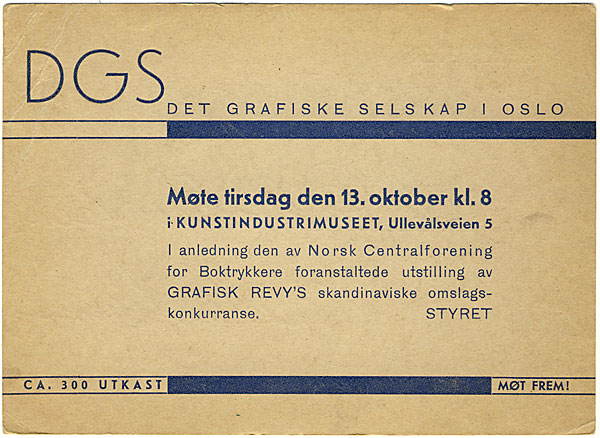 DGS
DET GRAFISKE SELSKAP I OSLO
Møte tirsdag den 13. oktober kl. 8
i KUNSTINDUSTRIMUSEET, Ullevålsveien 5
I anledning den av Norsk Centralforening
for Boktrykkere foranstaltede utstilling av
GRAFISK REVY'S skandinaviske omslags-
konkurranse. STYRET
CA. 300 UTKAST
MØT FREM!